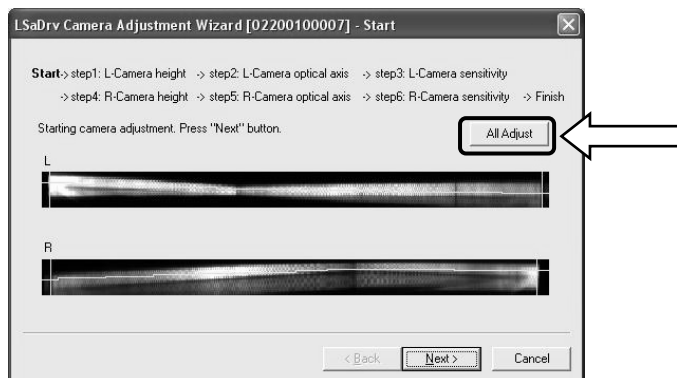 LSaDrv Camera Adjustment Wizard [02200100007] - Start
Start-> step1: L-Camera height -> step2: L-Camera optical axis -> step3: L-Camera sensitivity
-> step4: R-Camera height -> step5: R-Camera optical axis -> step6: R-Camera sensitivity -> Finish
Starting camera adjustment. Press "Next" button.
All Adjust
L
R
< Back
Next >
Cancel